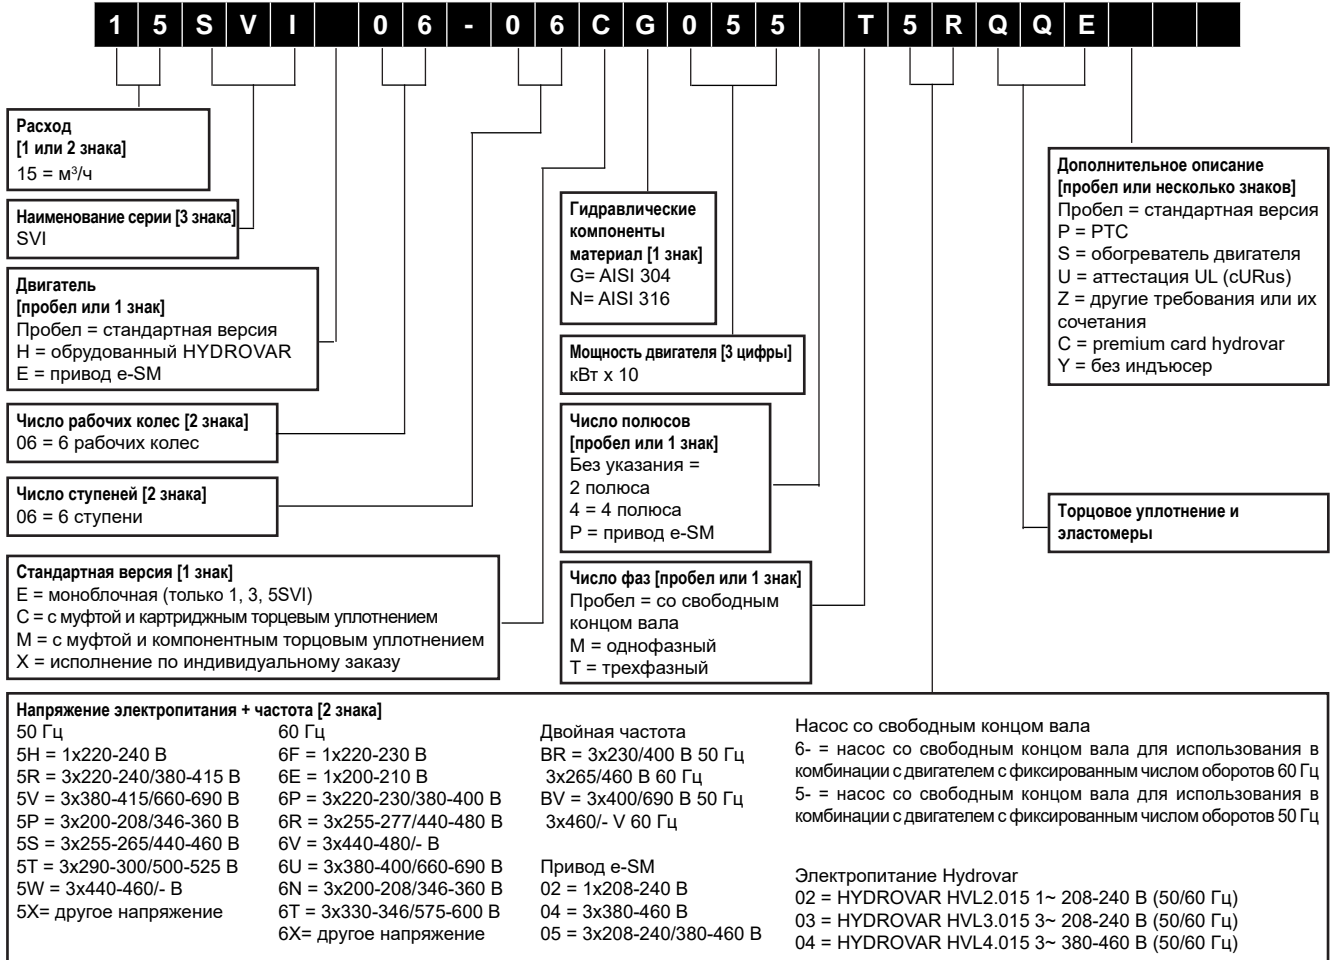 15SVI 06-06CG055 T5RQQE
Расход
[1 или 2 знака]
15 = м³/ч
Наименование серии [3 знака]
SVI
Двигатель
[пробел или 1 знак]
Пробел = стандартная версия
H = обрудованный HYDROVAR
E = привод e-SM
Число рабочих колес [2 знака]
06 = 6 рабочих колес
Число ступеней [2 знака]
06 = 6 ступени
Стандартная версия [1 знак]
E = моноблочная (только 1, 3, 5SVI)
C = с муфтой и картриджным торцевым уплотнением
M = с муфтой и компонентным торцовым уплотнением
X = исполнение по индивидуальному заказу
Гидравлические
компоненты
материал [1 знак]
G= AISI 304
N= AISI 316
Мощность двигателя [3 цифры]
кВт x 10
Число полюсов
[пробел или 1 знак]
Без указания =
2 полюса
4 = 4 полюса
P = привод e-SM
Число фаз [пробел или 1 знак]
Пробел = со свободным
концом вала
M = однофазный
T = трехфазный
Дополнительное описание
[пробел или несколько знаков]
Пробел = стандартная версия
P = PTC
S = обогреватель двигателя
U = аттестация UL (cURus)
Z = другие требования или их
сочетания
C = premium card hydrovar
Y = без индъюсер
Торцовое уплотнение и
эластомеры
Напряжение электропитания + частота [2 знака]
50 Гц
5H = 1x220-240 В
5R = 3x220-240/380-415 В
5V = 3x380-415/660-690 В
5P = 3x200-208/346-360 В
5S = 3x255-265/440-460 В
5T = 3x290-300/500-525 В
5W = 3x440-460/- В
5X= другое напряжение
60 Гц
6F = 1x220-230 В
6E = 1x200-210 В
6P = 3x220-230/380-400 В
6R = 3x255-277/440-480 В
6V = 3x440-480/- В
6U = 3x380-400/660-690 В
6N = 3x200-208/346-360 В
6T = 3x330-346/575-600 В
6X= другое напряжение
Двойная частота
BR = 3x230/400 В 50 Гц
3x265/460 В 60 Гц
BV = 3x400/690 В 50 Гц
3x460/- V 60 Гц
Привод e-SM
02 = 1x208-240 В
04 = 3x380-460 В
05 = 3x208-240/380-460 В
Насос со свободным концом вала
6- = насос со свободным концом вала для использования в
комбинации с двигателем с фиксированным числом оборотов 60 Гц
5- = насос со свободным концом вала для использования в
комбинации с двигателем с фиксированным числом оборотов 50 Гц
Электропитание Hydrovar
02 = HYDROVAR HVL2.015 1~ 208-240 В (50/60 Гц)
03 = HYDROVAR HVL3.015 3~ 208-240 В (50/60 Гц)
04 = HYDROVAR HVL4.015 3~ 380-460 В (50/60 Гц)